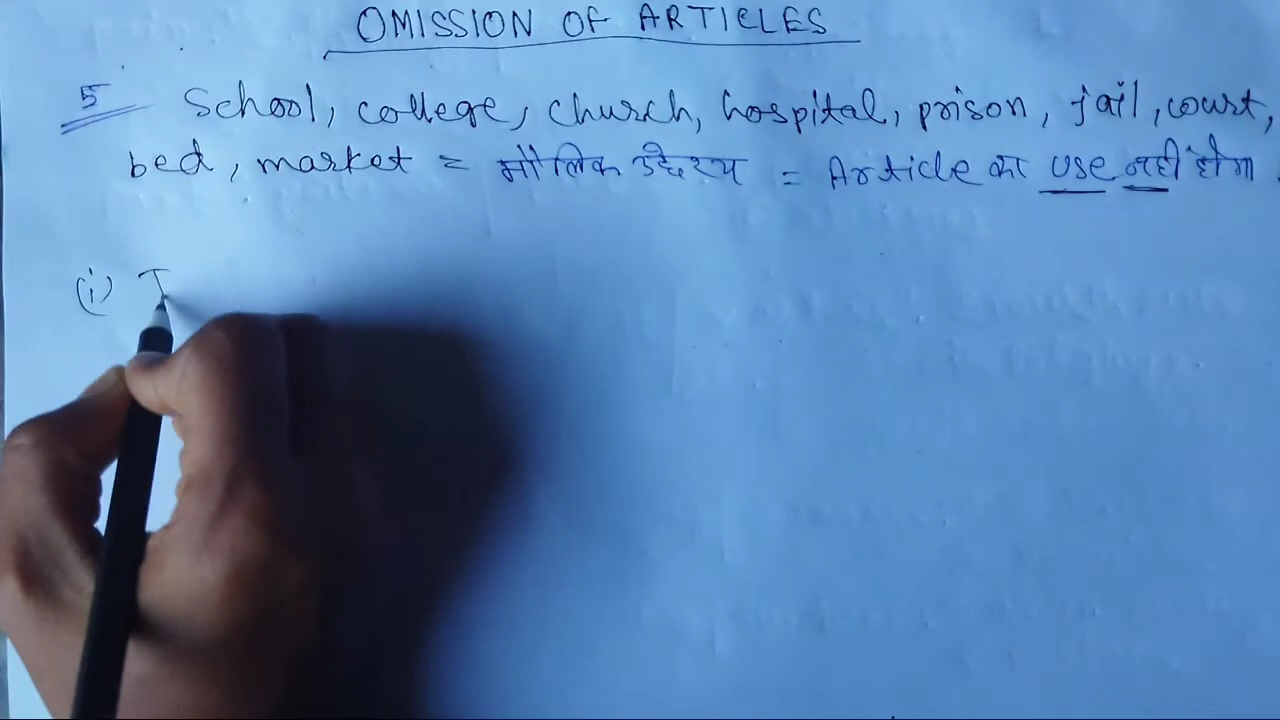 OMISSION OF ARTICLES
5 School, college, church, hospital, prison, jail, court,
bed, market = मौलिक उद्देश्य = Article का use नहीं होगा.
(i) T